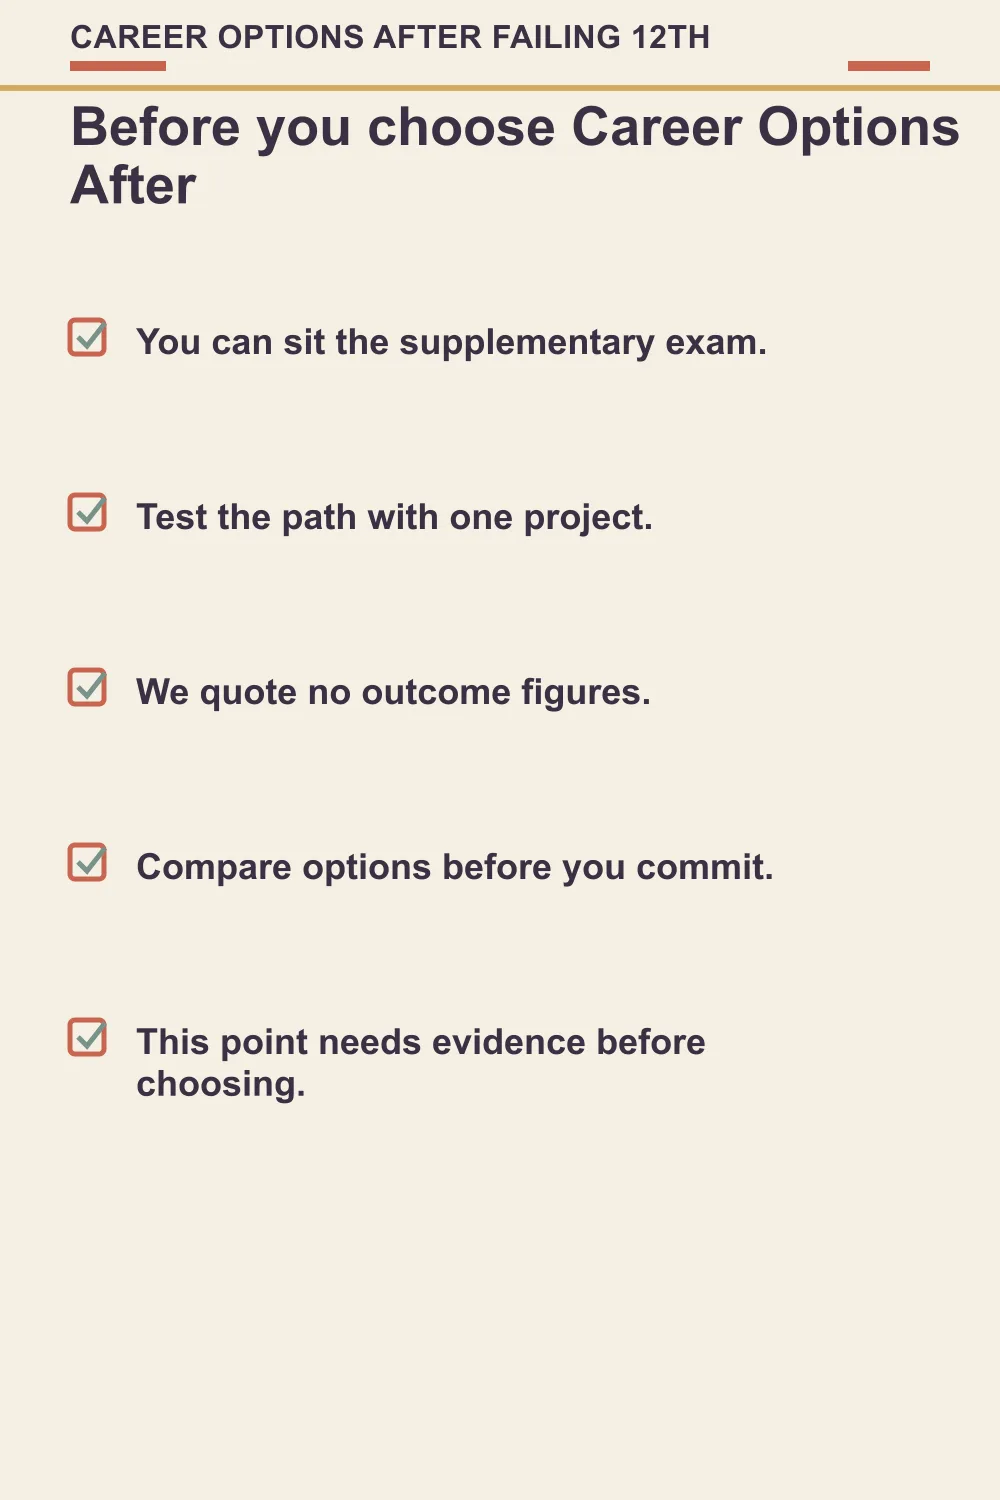 CAREER OPTIONS AFTER FAILING 12TH
Before you choose Career Options
After
You can sit the supplementary exam.
Test the path with one project.
We quote no outcome figures.
Compare options before you commit.
This point needs evidence before
choosing.